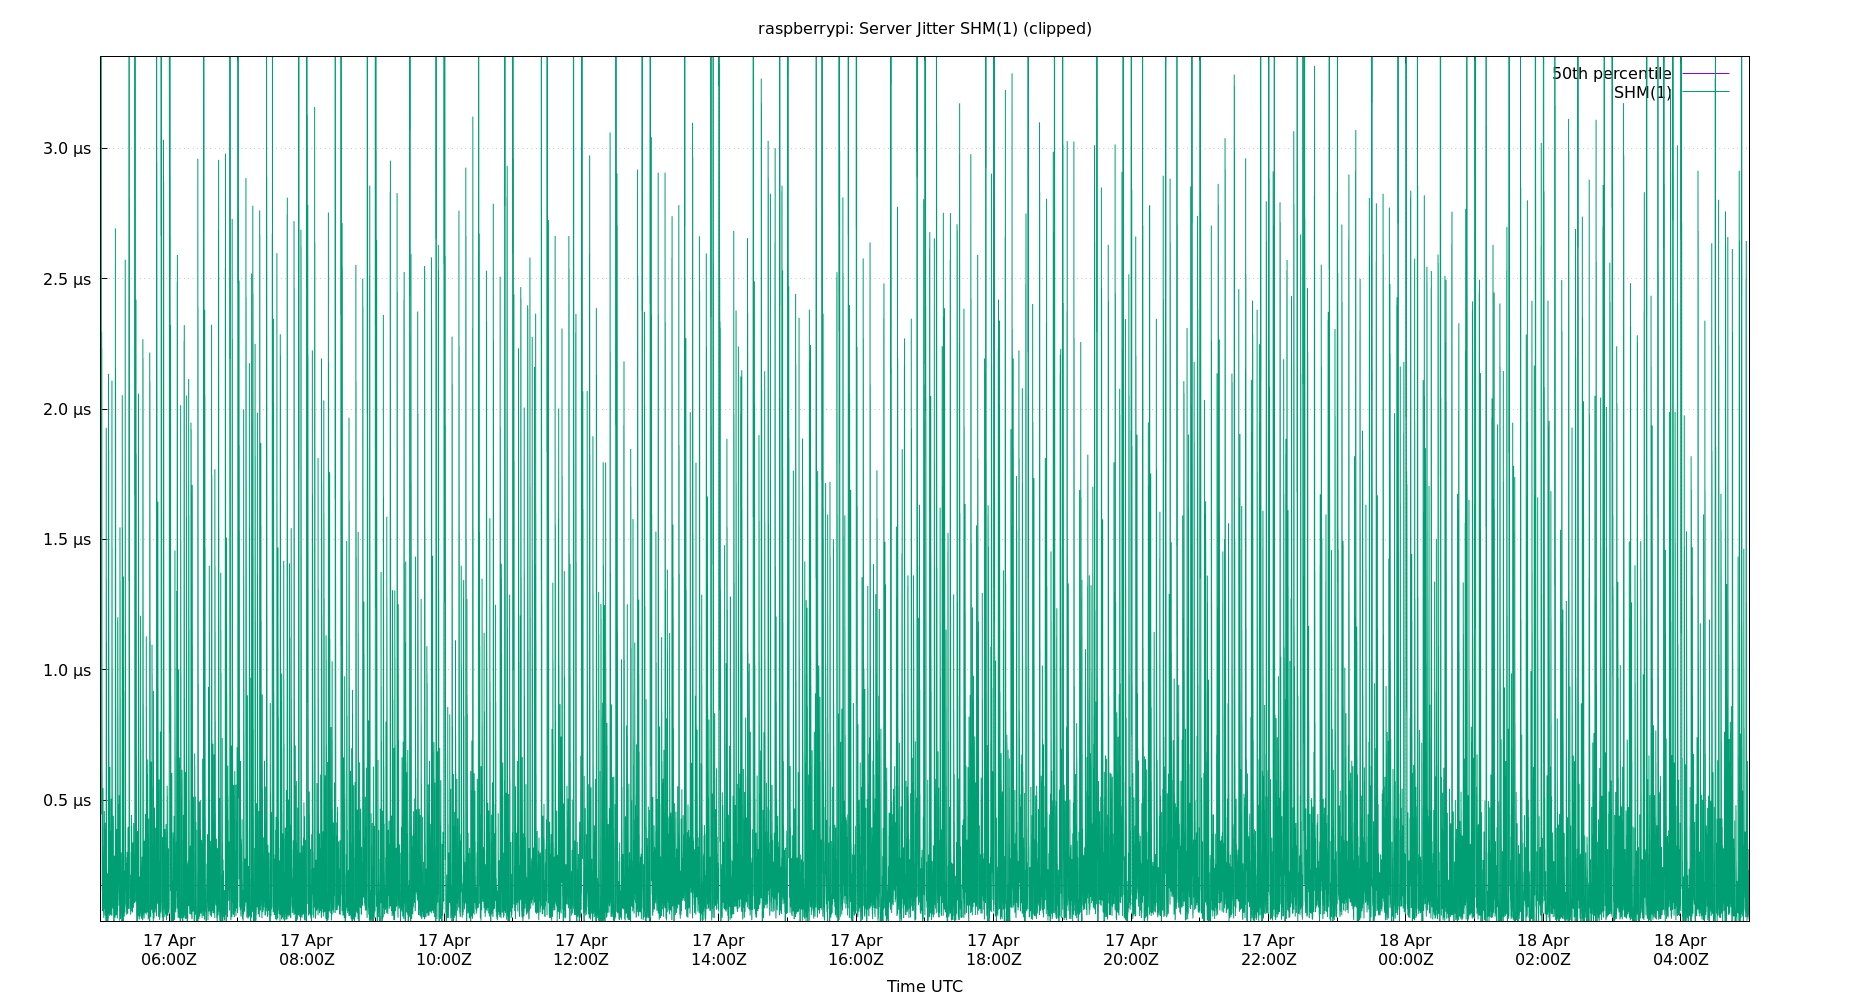 raspberrypi: Server Jitter SHM(1) (clipped)
50th percentile
SHM(1)
3.0 μs
2.5 μs
2.0 μs
1.5 μs
1.0 μs
0.5 μs
17 Apr 17 Apr 17 Apr 17 Apr 17 Apr 17 Apr 17 Apr 17 Apr 17 Apr 18 Apr 18 Apr 18 Apr
06:00Z 08:00Z 10:00Z 12:00Z 14:00Z 16:00Z 18:00Z 20:00Z 22:00Z 00:00Z 02:00Z 04:00Z
Time UTC